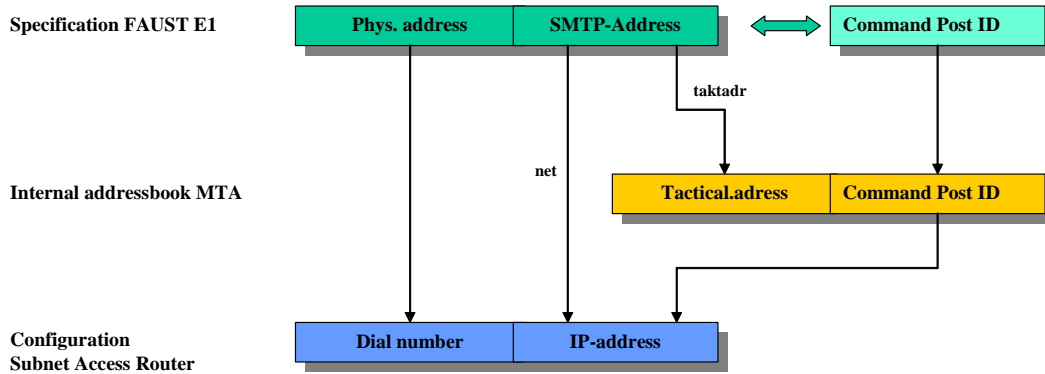 Specification FAUST E1
Phys. address
SMTP-Address
Command Post ID
taktadr
net
Internal addressbook MTA
Tactical.adress
Command Post ID
Configuration
Subnet Access Router
Dial number
IP-address